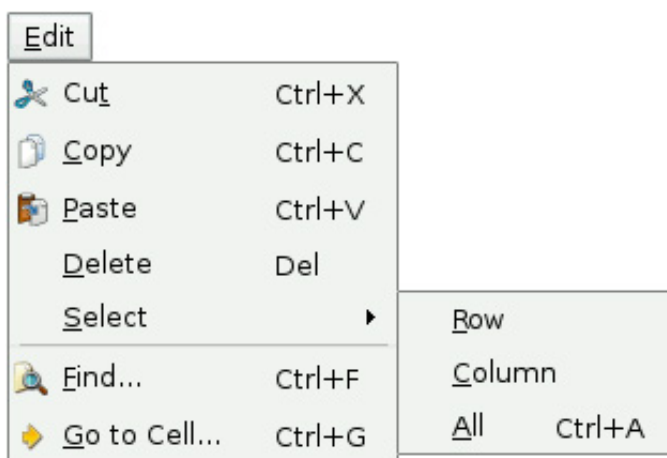 Edit
Cut Ctrl+X
Copy Ctrl+C
Paste Ctrl+V
Delete Del
Select
Row
Column
All Ctrl+A
Find... Ctrl+F
Go to Cell... Ctrl+G